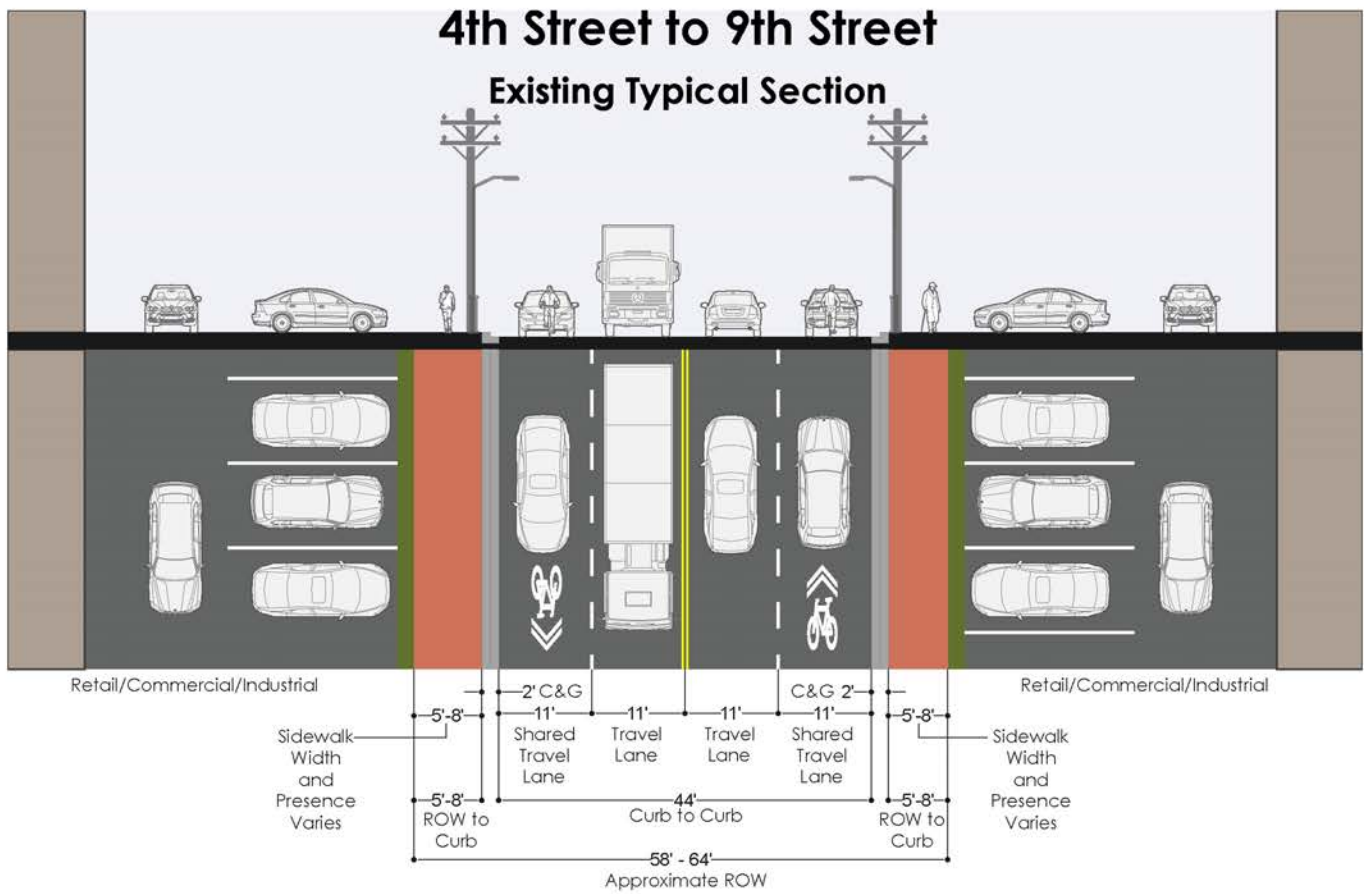 4th Street to 9th Street
Existing Typical Section
Retail/Commercial/Industrial
Retail/Commercial/Industrial
2' C&G
C&G 2'
5'-8'
11'
11'
11'
11'
5'-8'
Sidewalk
Width
and
Presence
Varies
Shared
Travel
Lane
Travel
Lane
Travel
Lane
Shared
Travel
Lane
Sidewalk
Width
and
Presence
Varies
5'-8'
ROW to
Curb
44'
Curb to Curb
5'-8'
ROW to
Curb
58' - 64'
Approximate ROW